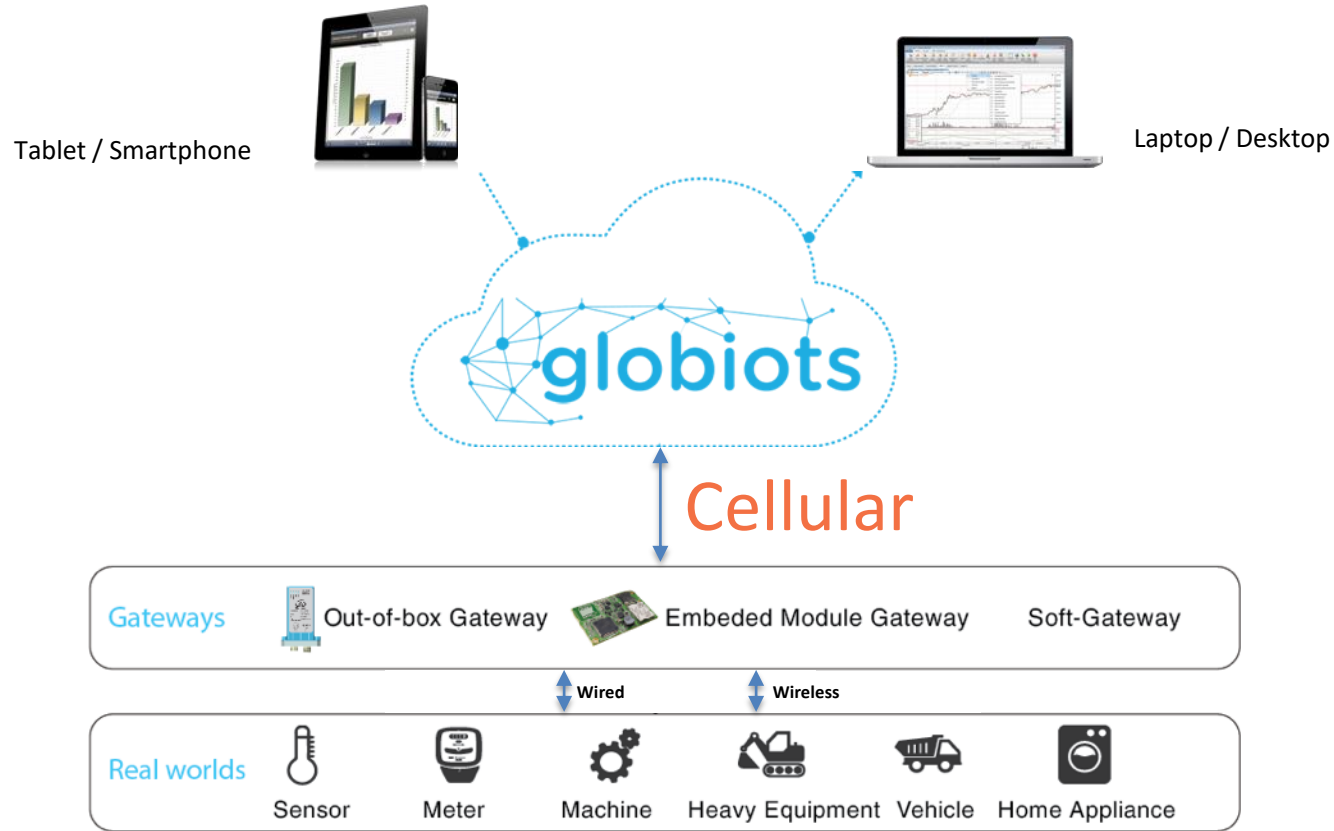 Tablet / Smartphone
Laptop / Desktop
globiots
Cellular
Gateways
Out-of-box Gateway
Embeded Module Gateway
Soft-Gateway
Wired
Wireless
Real worlds
Sensor
Meter
Machine
Heavy Equipment
Vehicle
Home Appliance